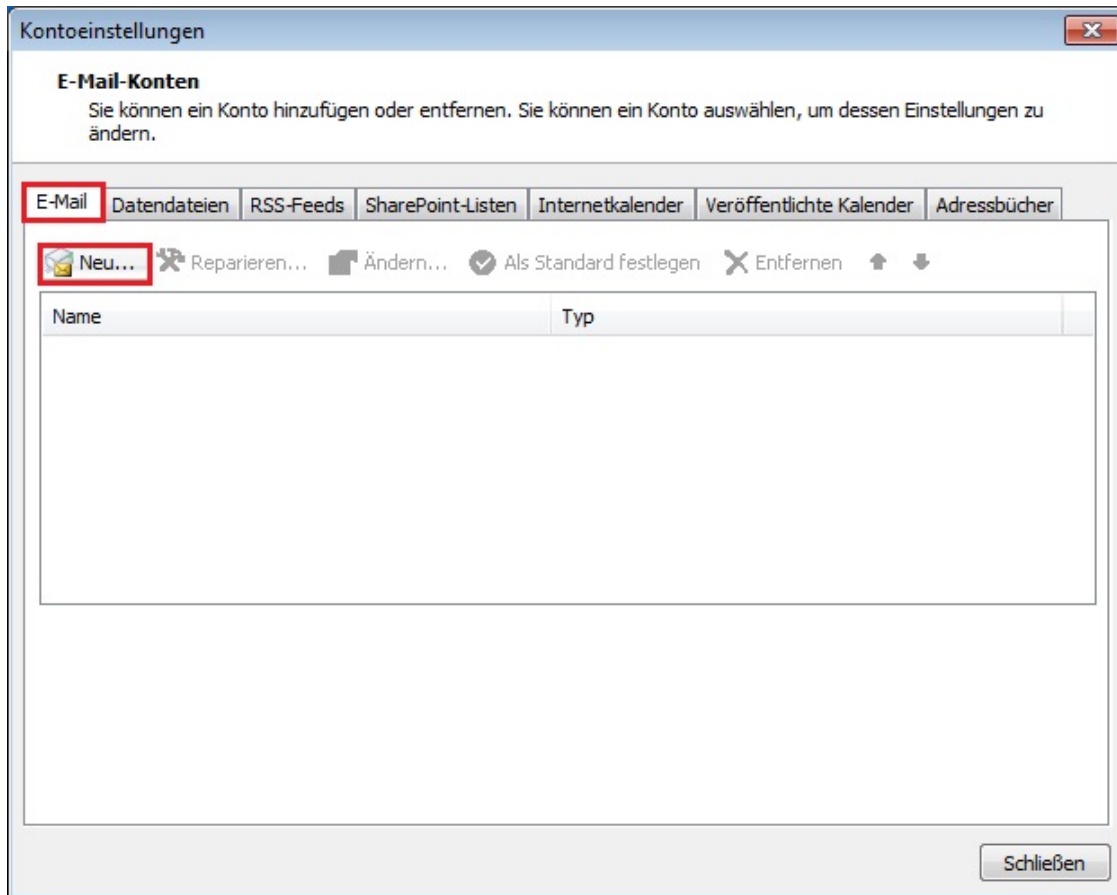 Kontoeinstellungen
E-Mail-Konten
Sie können ein Konto hinzufügen oder entfernen. Sie können ein Konto auswählen, um dessen Einstellungen zu
ändern.
E-Mail Datendateien RSS-Feeds SharePoint-Listen Internetkalender Veröffentlichte Kalender Adressbücher
Neu... Reparieren... Ändern... Als Standard festlegen Entfernen
Name Typ
Schließen